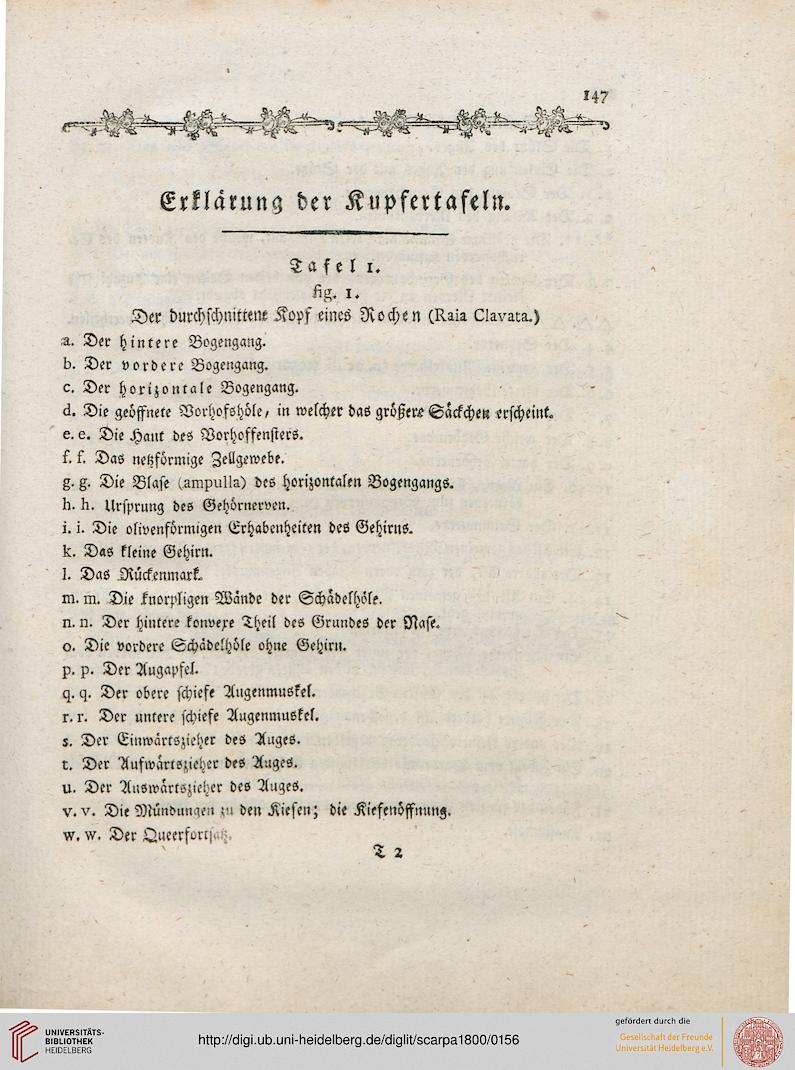 147
Erklärung der Kupfertafeln.
Tafel 1.
fig. 1.
Der durchschnittene Kopf eines Rochen (Raia Clavata.)
a. Der hintere Bogengang.
b. Der vordere Bogengang.
c. Der horizontale Bogengang.
d. Die geöffnete Vorhofshöle, in welcher das größere Säckchen erscheint.
e. e. Die Haut des Vorhoffensters.
f. f. Das netzförmige Zellgewebe.
g. g. Die Blase (ampulla) des horizontalen Bogengangs.
h. h. Ursprung des Gehörnerven.
i. i. Die olivenförmigen Erhabenheiten des Gehirns.
k. Das kleine Gehirn.
l. Das Rückenmark.
m. m. Die knorpligen Wände der Schädelhöle.
n. n. Der hintere konvexe Theil des Grundes der Nase.
o. Die vordere Schädelhöle ohne Gehirn.
p. p. Der Augapfel.
q. q. Der obere schiefe Augenmuskel.
r. r. Der untere schiefe Augenmuskel.
s. Der Einwärtszieher des Auges.
t. Der Aufwärtszieher des Auges.
u. Der Auswärtszieher des Auges.
v. v. Die Mündungen zu den Kiefen; die Kiefenöffnung.
w. w. Der Queerfortsatz.
T 2
UNIVERSITÄTS-
BIBLIOTHEK
HEIDELBERG
http://digi.ub.uni-heidelberg.de/diglit/scarpa1800/0156
gefördert durch die
Gesellschaft der Freunde
Universität Heidelberg e.V.